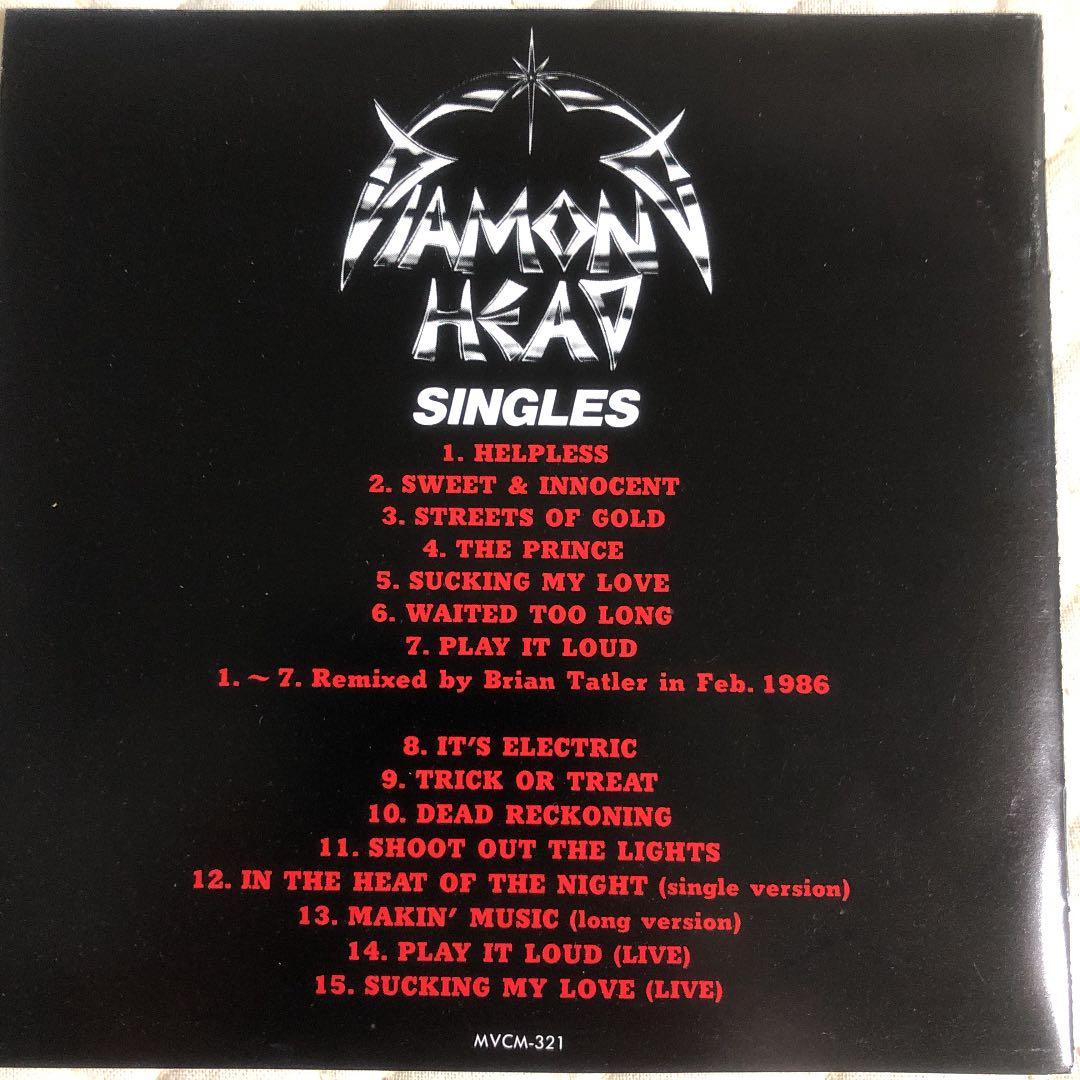 DIAMOND
HEAD
SINGLES
1. HELPLESS
2. SWEET & INNOCENT
3. STREETS OF GOLD
4. THE PRINCE
5. SUCKING MY LOVE
6. WAITED TOO LONG
7. PLAY IT LOUD
1. ~ 7. Remixed by Brian Tatler in Feb. 1986
8. IT'S ELECTRIC
9. TRICK OR TREAT
10. DEAD RECKONING
11. SHOOT OUT THE LIGHTS
12. IN THE HEAT OF THE NIGHT (single version)
13. MAKIN' MUSIC (long version)
14. PLAY IT LOUD (LIVE)
15. SUCKING MY LOVE (LIVE)
MVCM-321